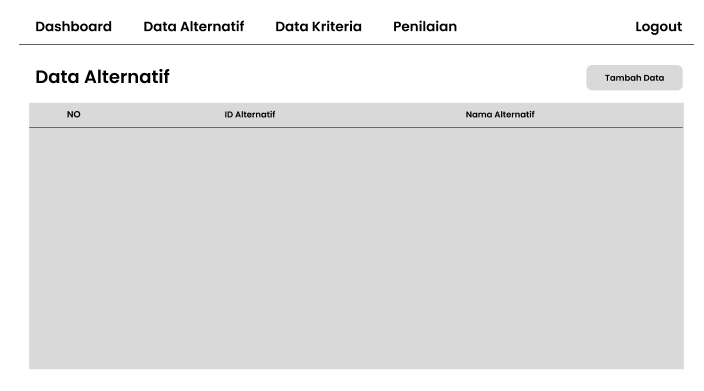 Dashboard Data Alternatif Data Kriteria Penilaian Logout
Data Alternatif Tambah Data
NO ID Alternatif Nama Alternatif